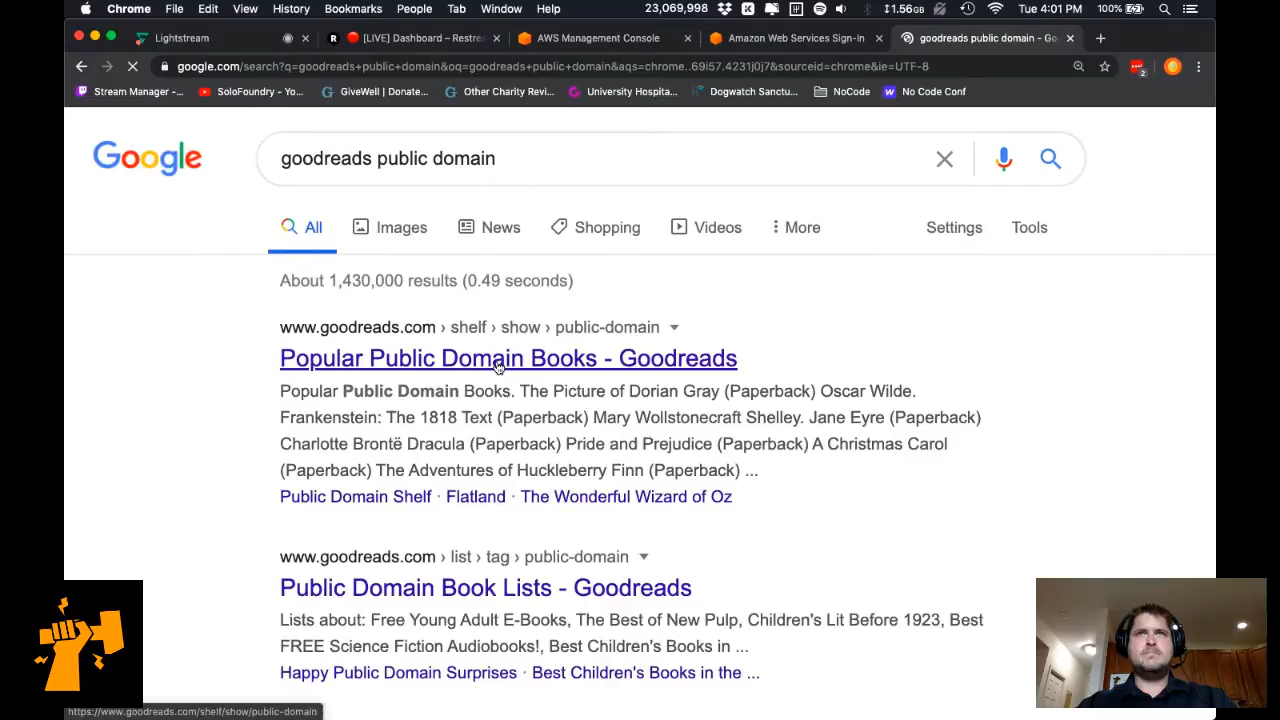 Chrome File Edit View History Bookmarks People Tab Window Help 23,069,998 1.56GB Tue 4:01 PM 100%
Lightstream [LIVE] Dashboard - Restrea AWS Management Console Amazon Web Services Sign-In goodreads public domain - Go
google.com/search?q=goodreads+public+domain&oq=goodreads+public+domain&aqs=chrome..69i57.4231j0j7&sourceid=chrome&ie=UTF-8
Stream Manager -... SoloFoundry - Yo... GiveWell | Donate... Other Charity Revi... University Hospita... Dogwatch Sanctu... NoCode No Code Conf
Google goodreads public domain
All Images News Shopping Videos More Settings Tools
About 1,430,000 results (0.49 seconds)
www.goodreads.com › shelf › show › public-domain
Popular Public Domain Books - Goodreads
Popular Public Domain Books. The Picture of Dorian Gray (Paperback) Oscar Wilde.
Frankenstein: The 1818 Text (Paperback) Mary Wollstonecraft Shelley. Jane Eyre (Paperback)
Charlotte Brontë Dracula (Paperback) Pride and Prejudice (Paperback) A Christmas Carol
(Paperback) The Adventures of Huckleberry Finn (Paperback) ...
Public Domain Shelf · Flatland · The Wonderful Wizard of Oz
www.goodreads.com › list › tag › public-domain
Public Domain Book Lists - Goodreads
Lists about: Free Young Adult E-Books, The Best of New Pulp, Children's Lit Before 1923, Best
FREE Science Fiction Audiobooks!, Best Children's Books in ...
Happy Public Domain Surprises · Best Children's Books in the ...
https://www.goodreads.com/shelf/show/public-domain